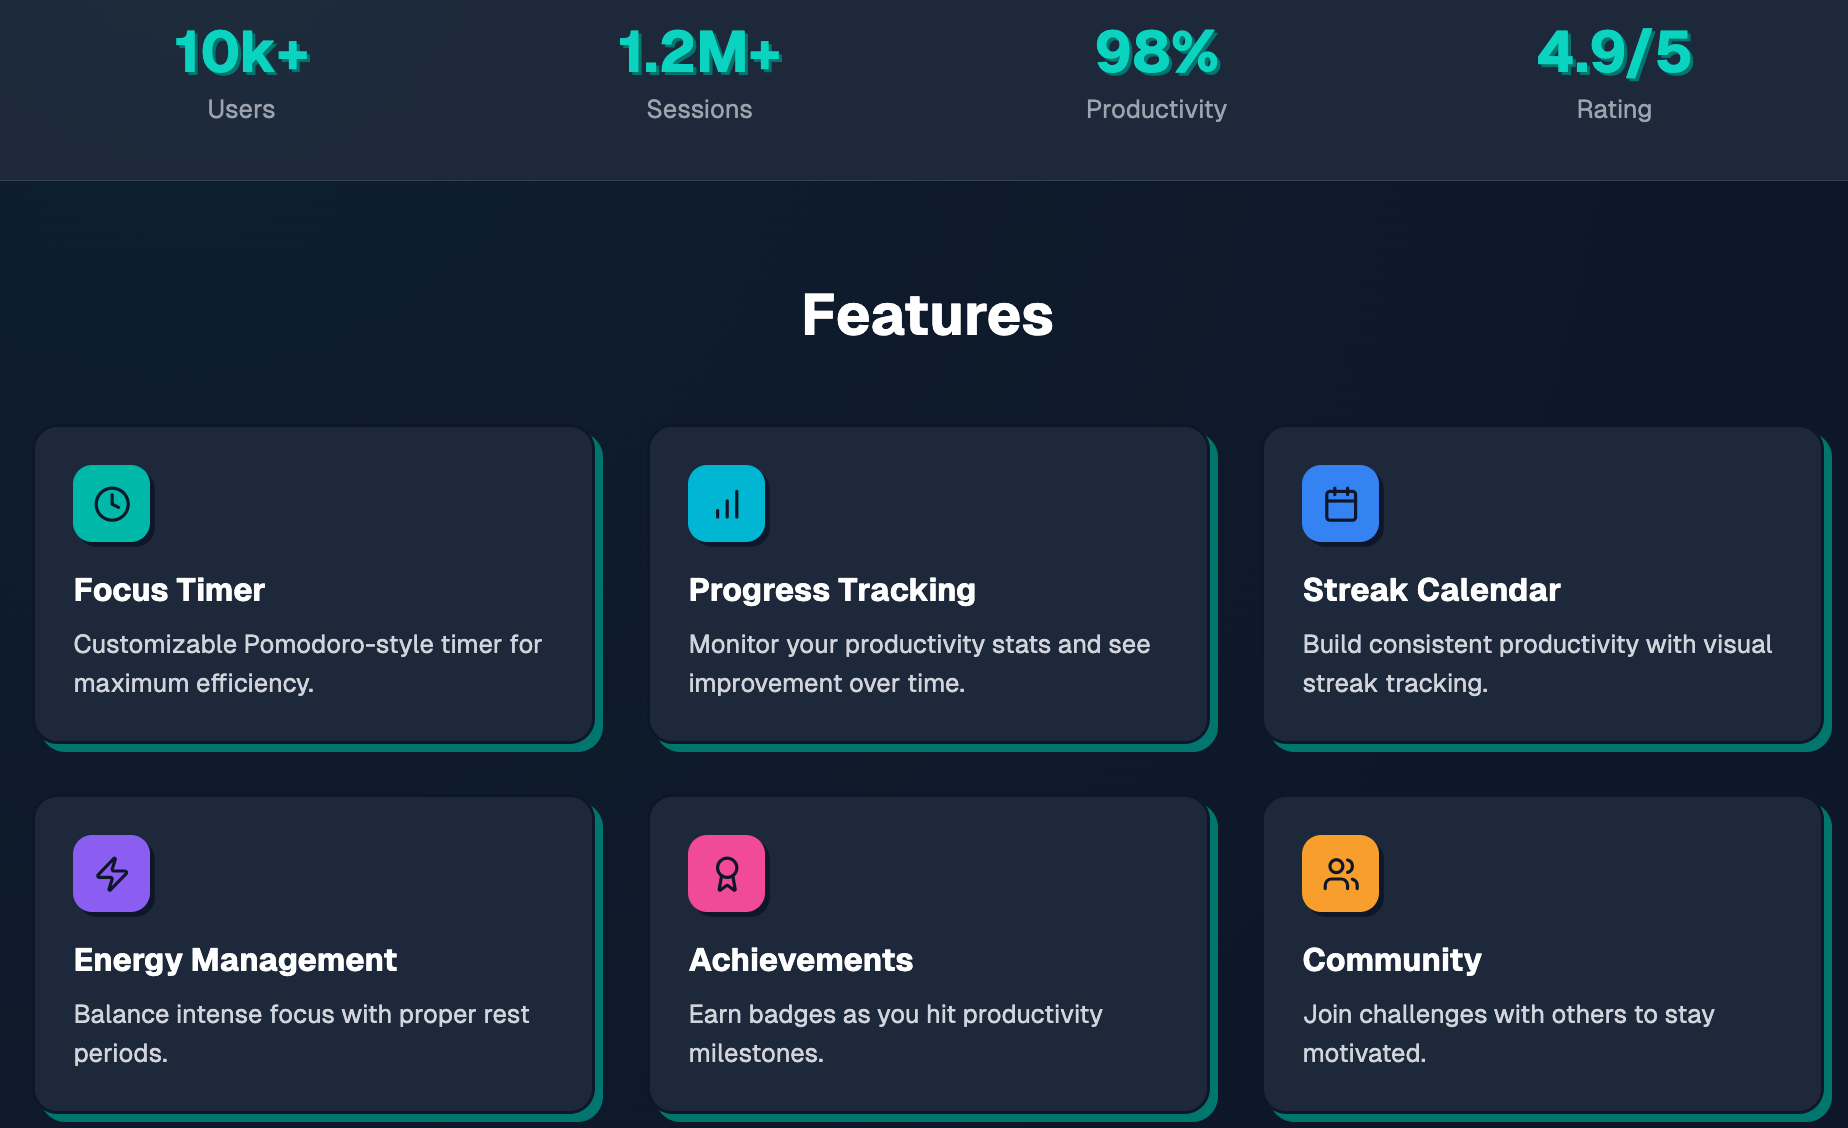 10k+
1.2M+
98%
4.9/5
Users
Sessions
Productivity
Rating
Features
Focus Timer
Customizable Pomodoro-style timer for
maximum efficiency.
Progress Tracking
Monitor your productivity stats and see
improvement over time.
Streak Calendar
Build consistent productivity with visual
streak tracking.
Energy Management
Balance intense focus with proper rest
periods.
Achievements
Earn badges as you hit productivity
milestones.
Community
Join challenges with others to stay
motivated.